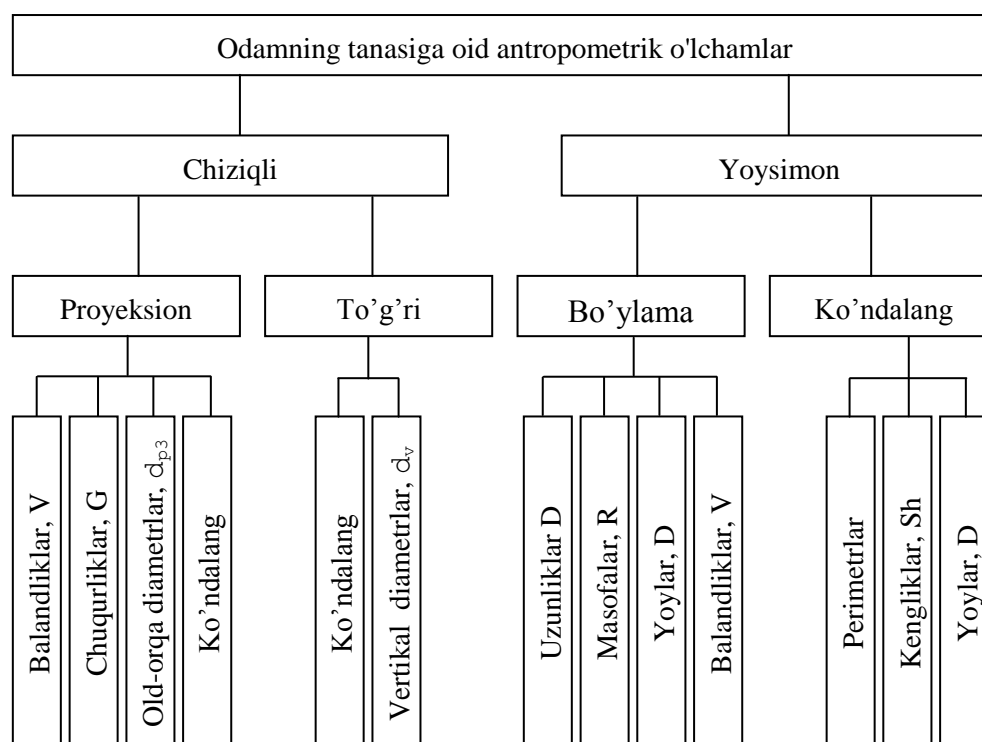 Odamning tanasiga oid antropometrik o'lchamlar
Chiziqli
Yoysimon
Proyeksion
To’g’ri
Bo’ylama
Ko’ndalang
Balandliklar, V
Chuqurliklar, G
Old-orqa diametrlar, dp3
Ko’ndalang
Ko’ndalang
Vertikal diametrlar, dv
Uzunliklar D
Masofalar, R
Yoylar, D
Balandliklar, V
Perimetrlar
Kengliklar, Sh
Yoylar, D